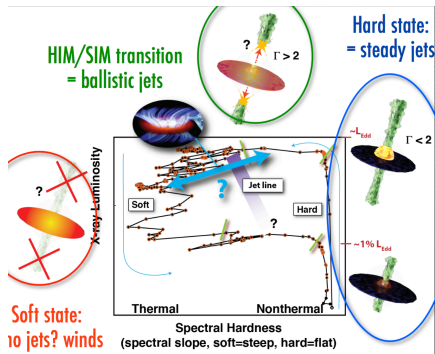 HIM/SIM transition
= ballistic jets
?
Γ > 2
Hard state:
= steady jets
~L Edd
Γ < 2
?
X-ray Luminosity
Soft
?
Jet line
Hard
?
~1% L Edd
Soft state:
no jets? winds
Thermal
Nonthermal
Spectral Hardness
(spectral slope, soft=steep, hard=flat)